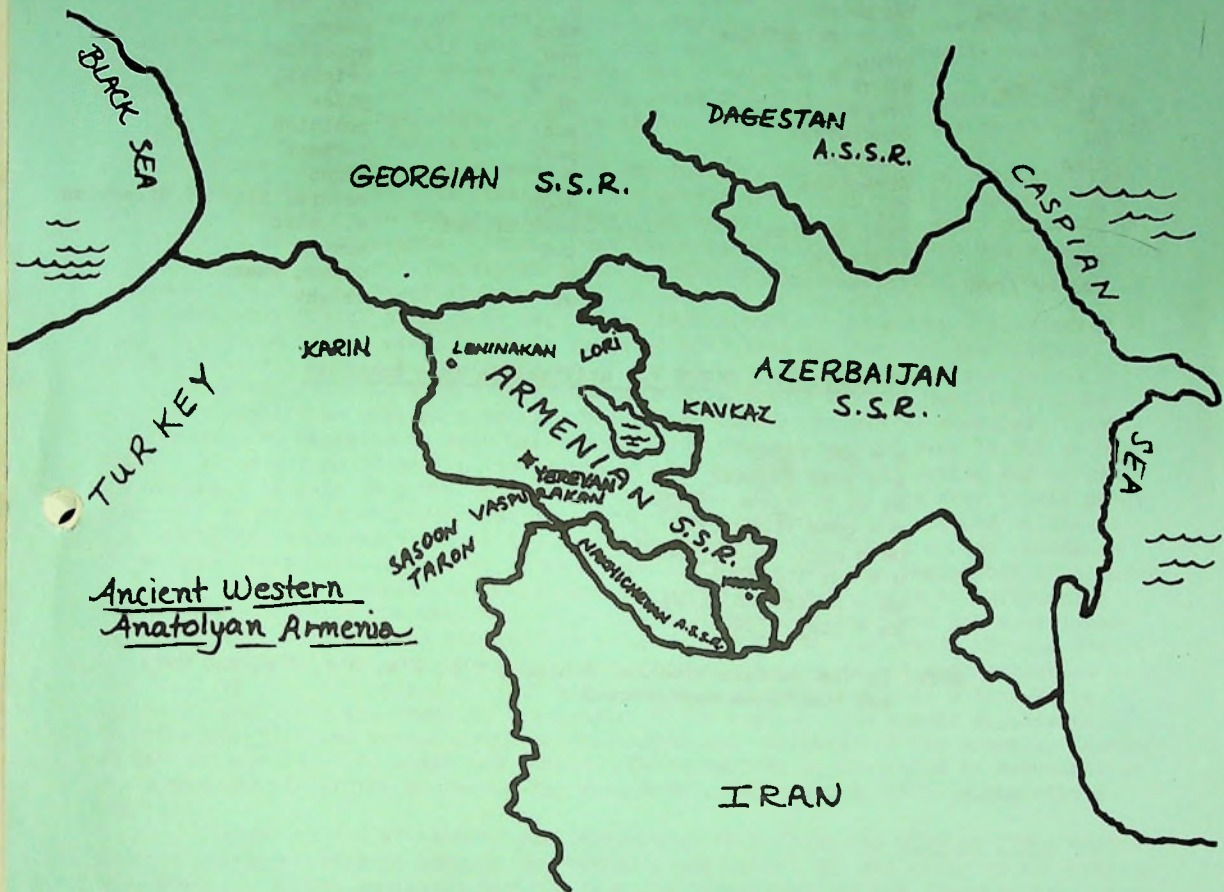 BLACK SEA
DAGESTAN
A.S.S.R.
GEORGIAN S.S.R.
CASPIAN
SEA
KARIN
LENINAKAN
LORI
ARMENIAN S.S.R.
AZERBAIJAN
S.S.R.
KAVKAZ
TURKEY
YEREVAN
SASOON VASPURAKAN
TARON
NAKHICHEVAN A.S.S.R.
Ancient Western
Anatolyan Armenia
IRAN